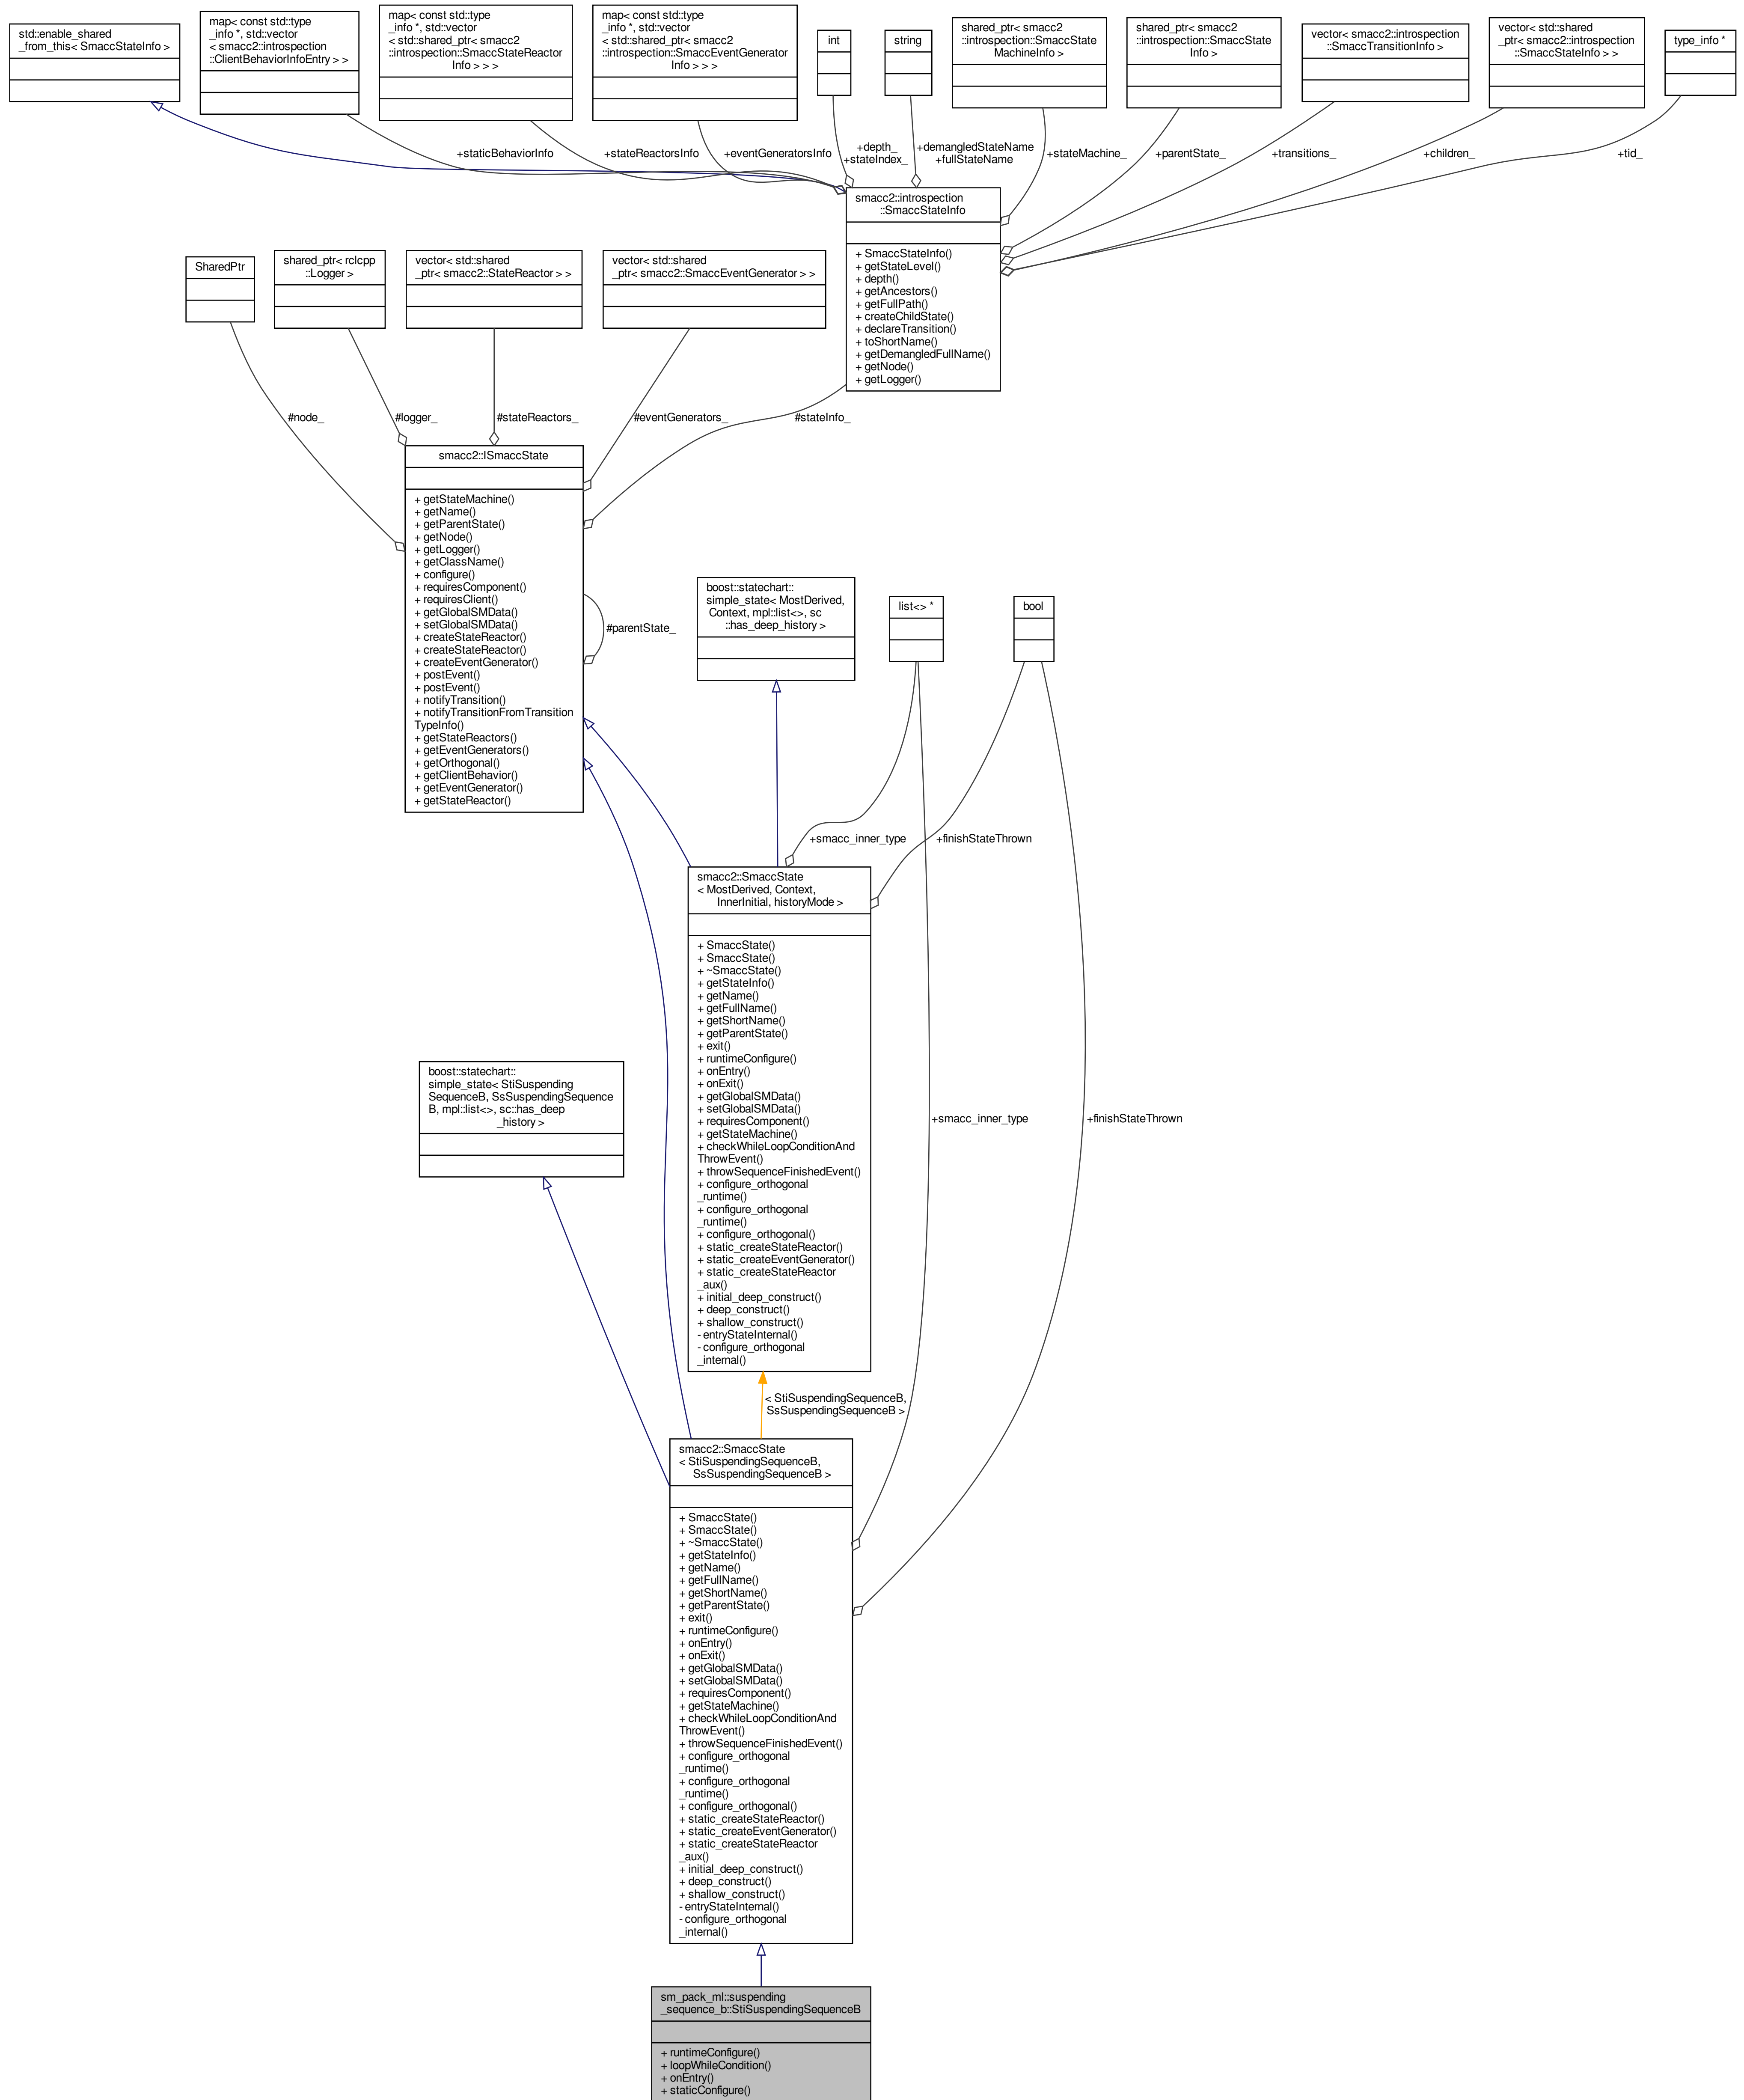 std::enable_shared
_from_this< SmaccStateInfo >
map< const std::type
_info *, std::vector
< smacc2::introspection
::ClientBehaviorInfoEntry > >
map< const std::type
_info *, std::vector
< std::shared_ptr< smacc2
::introspection::SmaccStateReactor
Info > > >
map< const std::type
_info *, std::vector
< std::shared_ptr< smacc2
::introspection::SmaccEventGenerator
Info > > >
int
string
shared_ptr< smacc2
::introspection::SmaccState
MachineInfo >
shared_ptr< smacc2
::introspection::SmaccState
Info >
vector< smacc2::introspection
::SmaccTransitionInfo >
vector< std::shared
_ptr< smacc2::introspection
::SmaccStateInfo > >
type_info *
+staticBehaviorInfo
+stateReactorsInfo
+eventGeneratorsInfo
+depth_
+stateIndex_
+demangledStateName
+fullStateName
+stateMachine_
+parentState_
+transitions_
+children_
+tid_
smacc2::introspection
::SmaccStateInfo
+ SmaccStateInfo()
+ getStateLevel()
+ depth()
+ getAncestors()
+ getFullPath()
+ createChildState()
+ declareTransition()
+ toShortName()
+ getDemangledFullName()
+ getNode()
+ getLogger()
SharedPtr
shared_ptr< rclcpp
::Logger >
vector< std::shared
_ptr< smacc2::StateReactor > >
vector< std::shared
_ptr< smacc2::SmaccEventGenerator > >
#node_
#logger_
#stateReactors_
#eventGenerators_
#stateInfo_
smacc2::ISmaccState
+ getStateMachine()
+ getName()
+ getParentState()
+ getNode()
+ getLogger()
+ getClassName()
+ configure()
+ requiresComponent()
+ requiresClient()
+ getGlobalSMData()
+ setGlobalSMData()
+ createStateReactor()
+ createStateReactor()
+ createEventGenerator()
+ postEvent()
+ postEvent()
+ notifyTransition()
+ notifyTransitionFromTransition
TypeInfo()
+ getStateReactors()
+ getEventGenerators()
+ getOrthogonal()
+ getClientBehavior()
+ getEventGenerator()
+ getStateReactor()
#parentState_
boost::statechart::
simple_state< MostDerived,
Context, mpl::list<>, sc
::has_deep_history >
list<> *
bool
+smacc_inner_type
+finishStateThrown
smacc2::SmaccState
< MostDerived, Context,
InnerInitial, historyMode >
+ SmaccState()
+ SmaccState()
+ ~SmaccState()
+ getStateInfo()
+ getName()
+ getFullName()
+ getShortName()
+ getParentState()
+ exit()
+ runtimeConfigure()
+ onEntry()
+ onExit()
+ getGlobalSMData()
+ setGlobalSMData()
+ requiresComponent()
+ getStateMachine()
+ checkWhileLoopConditionAnd
ThrowEvent()
+ throwSequenceFinishedEvent()
+ configure_orthogonal
_runtime()
+ configure_orthogonal
_runtime()
+ configure_orthogonal()
+ static_createStateReactor()
+ static_createEventGenerator()
+ static_createStateReactor
_aux()
+ initial_deep_construct()
+ deep_construct()
+ shallow_construct()
- entryStateInternal()
- configure_orthogonal
_internal()
boost::statechart::
simple_state< StiSuspending
SequenceB, SsSuspendingSequence
B, mpl::list<>, sc::has_deep
_history >
+smacc_inner_type
+finishStateThrown
< StiSuspendingSequenceB,
SsSuspendingSequenceB >
smacc2::SmaccState
< StiSuspendingSequenceB,
SsSuspendingSequenceB >
+ SmaccState()
+ SmaccState()
+ ~SmaccState()
+ getStateInfo()
+ getName()
+ getFullName()
+ getShortName()
+ getParentState()
+ exit()
+ runtimeConfigure()
+ onEntry()
+ onExit()
+ getGlobalSMData()
+ setGlobalSMData()
+ requiresComponent()
+ getStateMachine()
+ checkWhileLoopConditionAnd
ThrowEvent()
+ throwSequenceFinishedEvent()
+ configure_orthogonal
_runtime()
+ configure_orthogonal
_runtime()
+ configure_orthogonal()
+ static_createStateReactor()
+ static_createEventGenerator()
+ static_createStateReactor
_aux()
+ initial_deep_construct()
+ deep_construct()
+ shallow_construct()
- entryStateInternal()
- configure_orthogonal
_internal()
sm_pack_ml::suspending
_sequence_b::StiSuspendingSequenceB
+ runtimeConfigure()
+ loopWhileCondition()
+ onEntry()
+ staticConfigure()